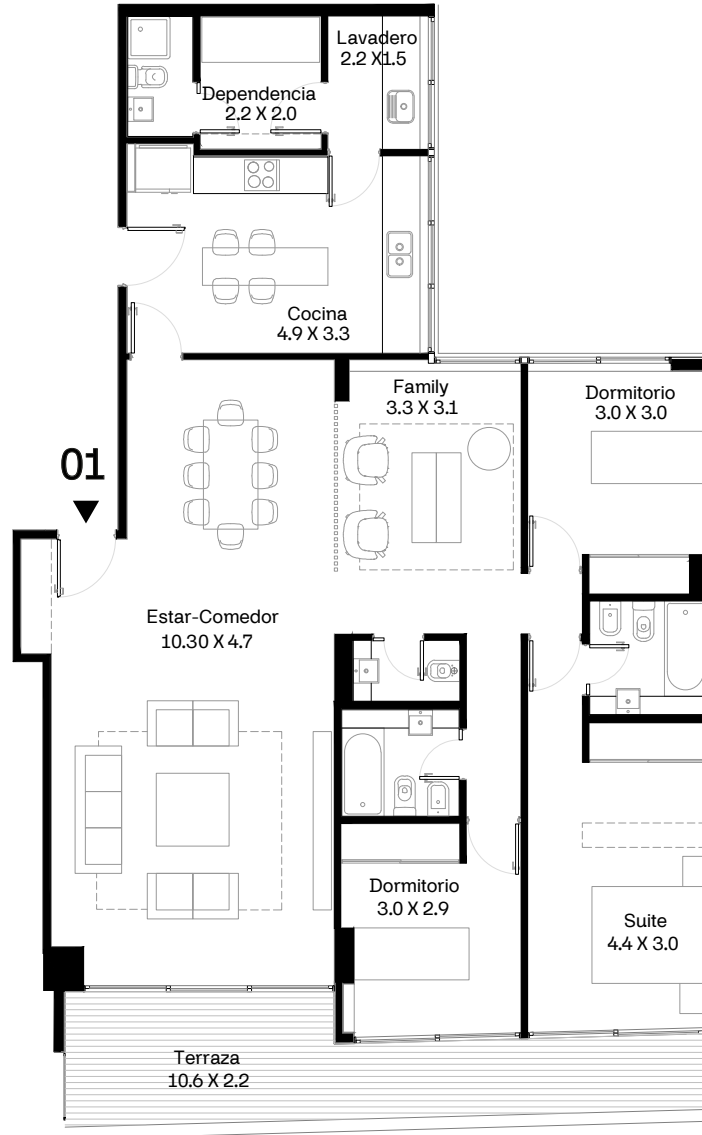 Lavadero
2.2 X1.5
Dependencia
2.2 X 2.0
Cocina
4.9 X 3.3
Family
3.3 X 3.1
Dormitorio
3.0 X 3.0
01
Estar-Comedor
10.30 X 4.7
Dormitorio
3.0 X 2.9
Suite
4.4 X 3.0
Terraza
10.6 X 2.2